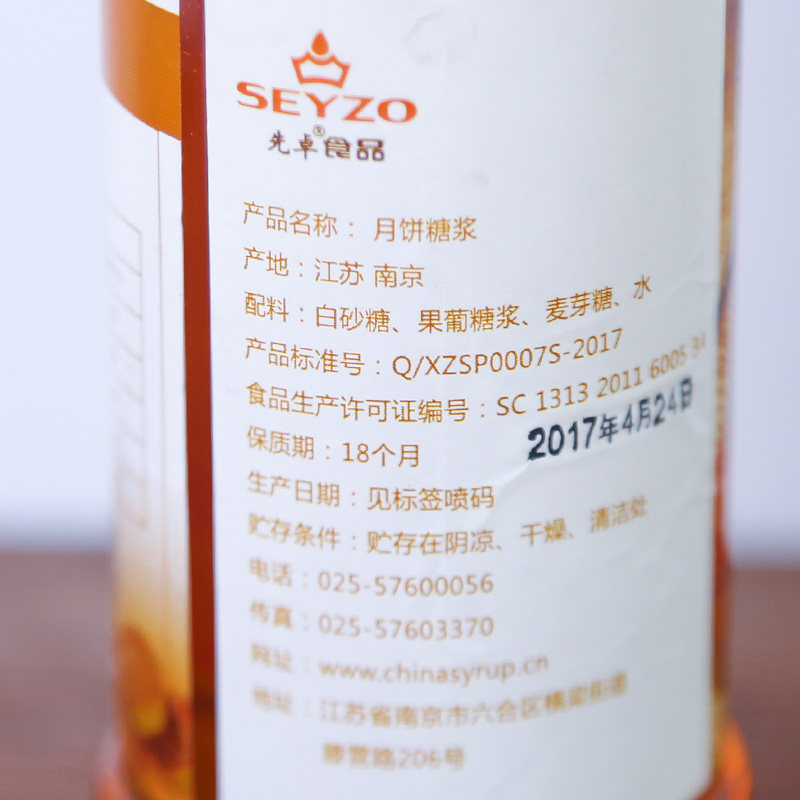 SEYZO
先卓®食品
产品名称： 月饼糖浆
产地：江苏 南京
配料：白砂糖、果葡糖浆、麦芽糖、水
产品标准号：Q/XZSP0007S-2017
食品生产许可证编号：SC 1313 2011 6005 34
2017年4月24日
保质期：18个月
生产日期：见标签喷码
贮存条件：贮存在阴凉、干燥、清洁处
电话：025-57600056
传真：025-57603370
网址：www.chinasyrup.cn
地址：江苏省南京市六合区横梁街道
路206号